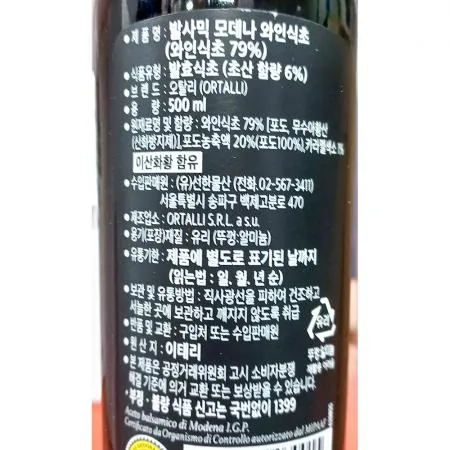 • 제 품 명 : 발사믹 모데나 와인식초
(와인식초 79%)
• 식품유형 : 발효식초 (초산 함량 6%)
• 브 랜 드 : 오탈리 (ORTALLI)
• 용 량 : 500 ml
• 원재료명 및 함량 : 와인식초 79% [포도, 무수아황산
(산화방지제)], 포도농축액 20%(포도100%), 카라멜색소 1%
이산화황 함유
• 수입판매원 : (유)선한물산 (전화.02-567-3411)
서울특별시 송파구 백제고분로 470
• 제조업소 : ORTALLI S.R.L a s.u.
• 용기(포장)재질 : 유리 (뚜껑:알미늄)
• 유통기한 : 제품에 별도로 표기된 날까지
(읽는법 : 일, 월, 년 순)
• 보관 및 유통방법 : 직사광선을 피하여 건조하고
서늘한 곳에 보관하고 깨지지 않도록 취급
• 반품 및 교환 : 구입처 또는 수입판매원
• 원 산 지 : 이태리
유리
• 본 제품은 공정거래위원회 고시 소비자분쟁
해결 기준에 의거 교환 또는 보상받을 수 있습니다.
• 부정·불량 식품 신고는 국번없이 1399
Aceto balsamico di Modena I.G.P.
Certificato da Organismo di Controllo autorizzato dal MIPAAF